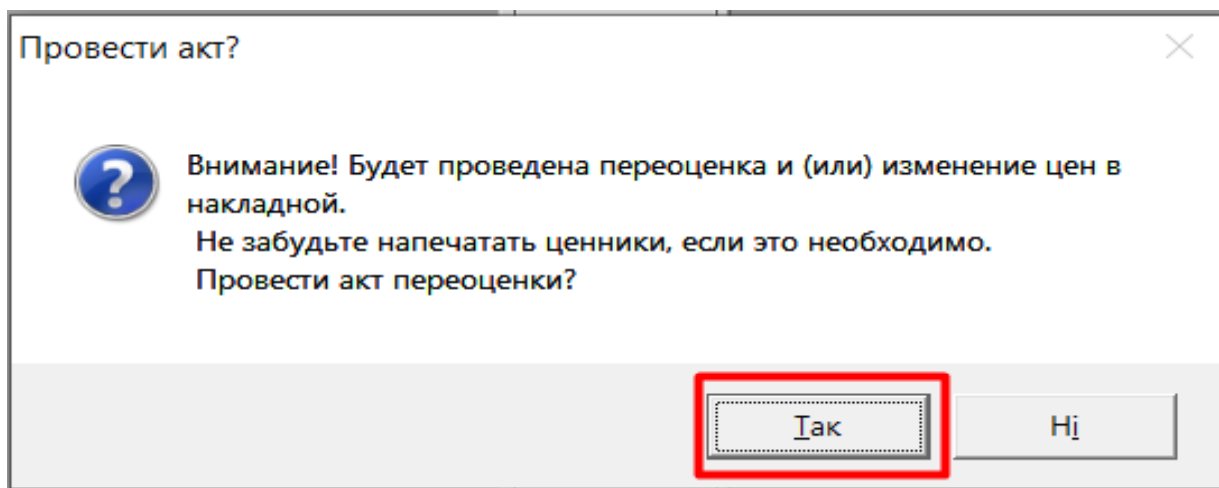 Провести акт?
Внимание! Будет проведена переоценка и (или) изменение цен в
накладной.
Не забудьте напечатать ценники, если это необходимо.
Провести акт переоценки?
Так
Ні